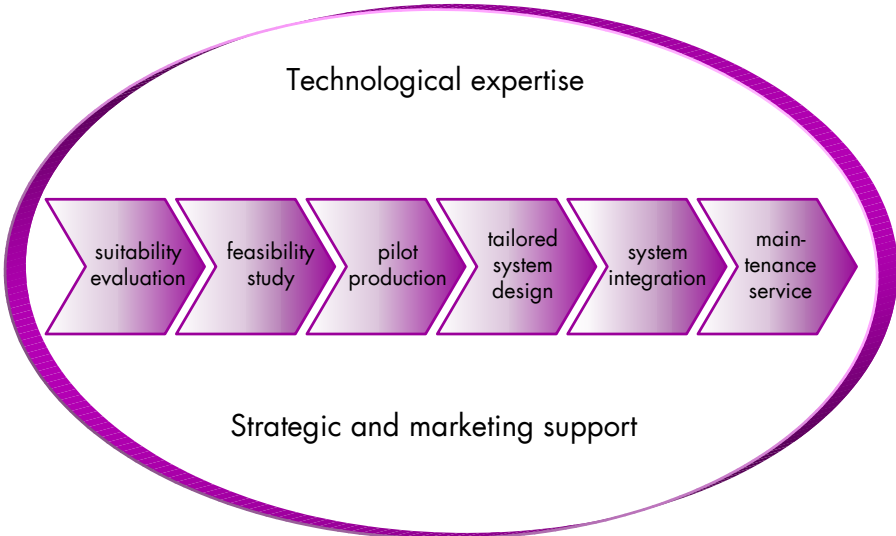 Technological expertise
suitability
evaluation
feasibility
study
pilot
production
tailored
system
design
system
integration
main-
tenance
service
Strategic and marketing support